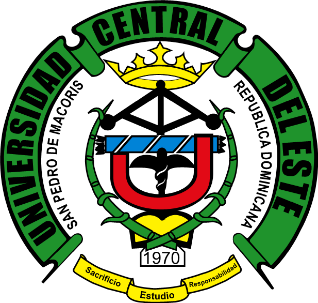 UNIVERSIDAD CENTRAL DEL ESTE
SAN PEDRO DE MACORIS
REPUBLICA DOMINICANA
1970
Sacrificio Estudio Responsabilidad